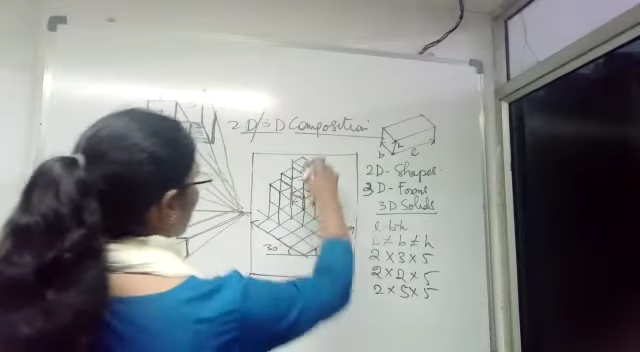 2D/3D Composition
b h l
2D - Shapes
3D - Forms
3D Solids
l b h
l ≠ b ≠ h
2 × 3 × 5
2 × 2 × 5
2 × 5 × 5
30°